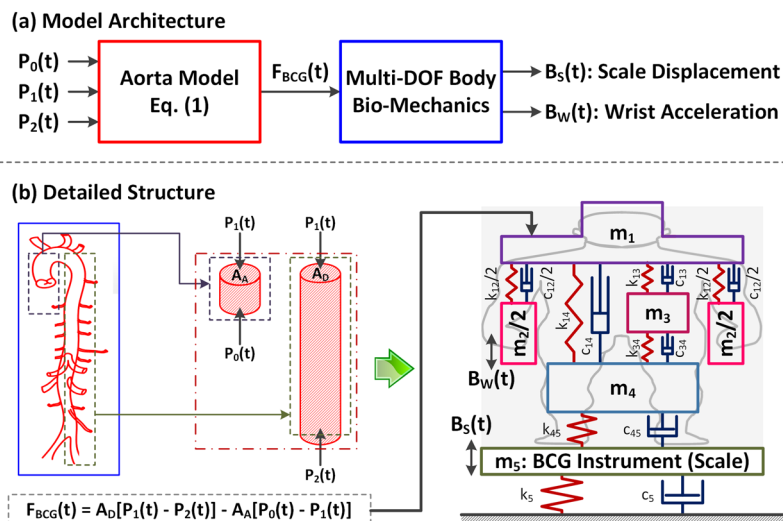 (a) Model Architecture
P0(t)
P1(t)
P2(t)
Aorta Model
Eq. (1)
FBCG(t)
Multi-DOF Body
Bio-Mechanics
BS(t): Scale Displacement
BW(t): Wrist Acceleration
(b) Detailed Structure
P1(t)
P1(t)
AA
AD
P0(t)
P2(t)
m1
k12/2
c12/2
k14
c14
k13
c13
k12/2
c12/2
m2/2
m3
m2/2
k34
c34
BW(t)
m4
k45
c45
BS(t)
m5: BCG Instrument (Scale)
k5
c5
FBCG(t) = AD[P1(t) - P2(t)] - AA[P0(t) - P1(t)]